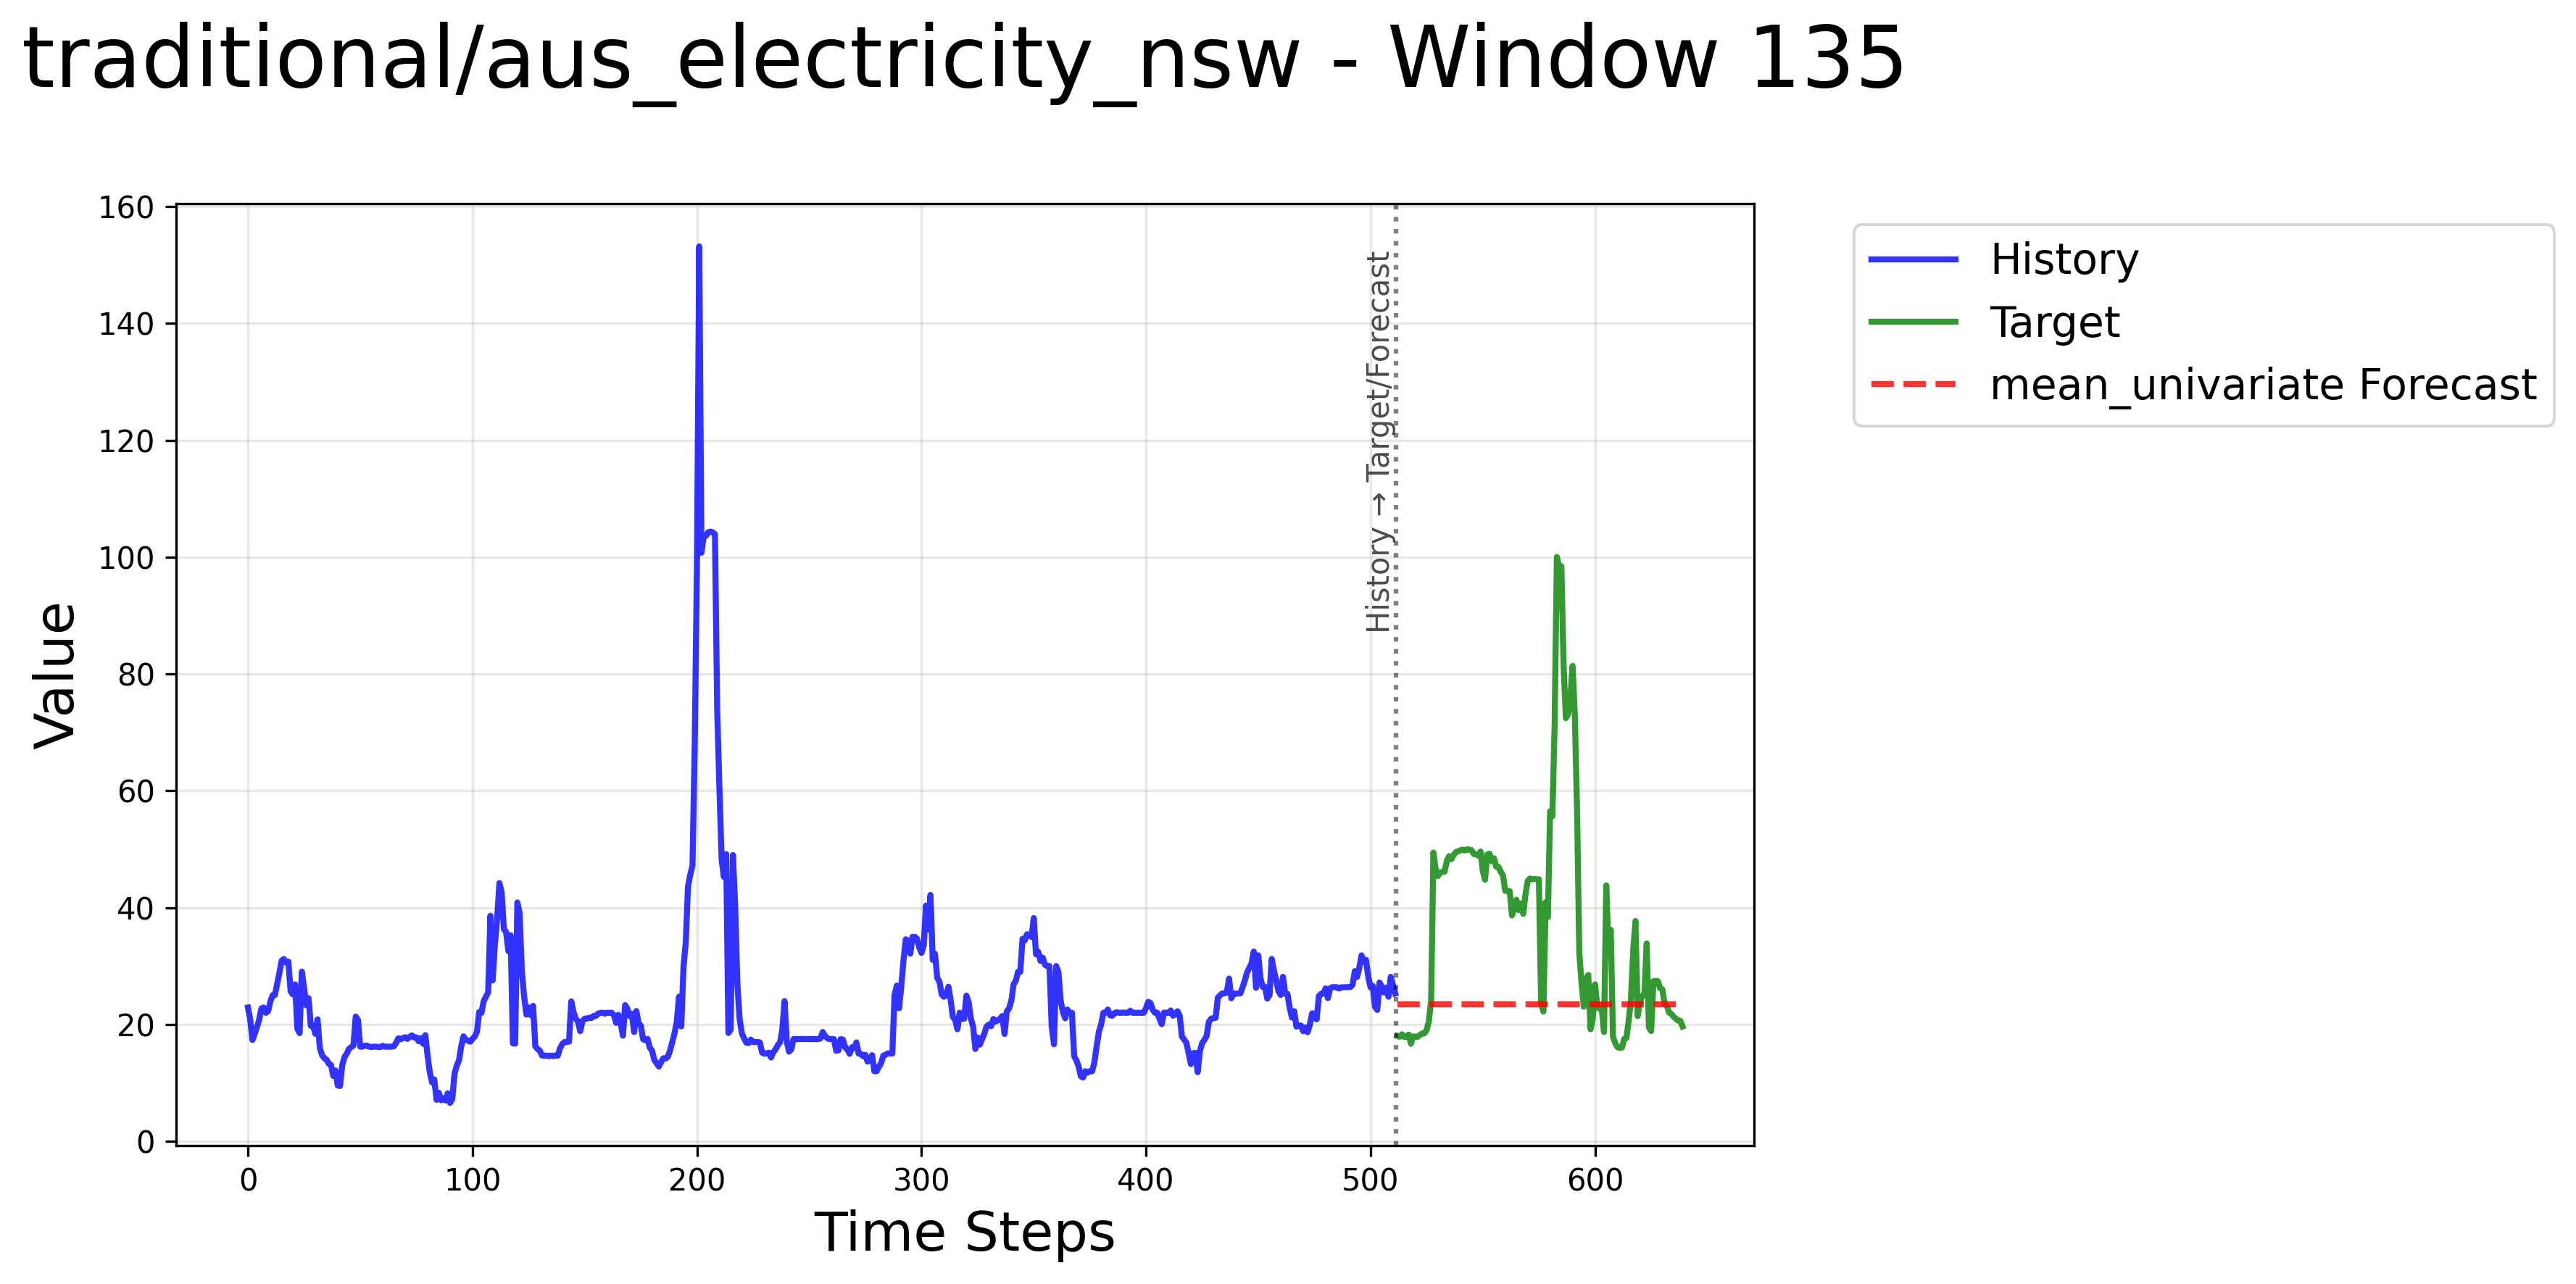 traditional/aus_electricity_nsw - Window 135
History
Target
mean_univariate Forecast
History → Target/Forecast
Value
160
140
120
100
80
60
40
20
0
0 100 200 300 400 500 600
Time Steps